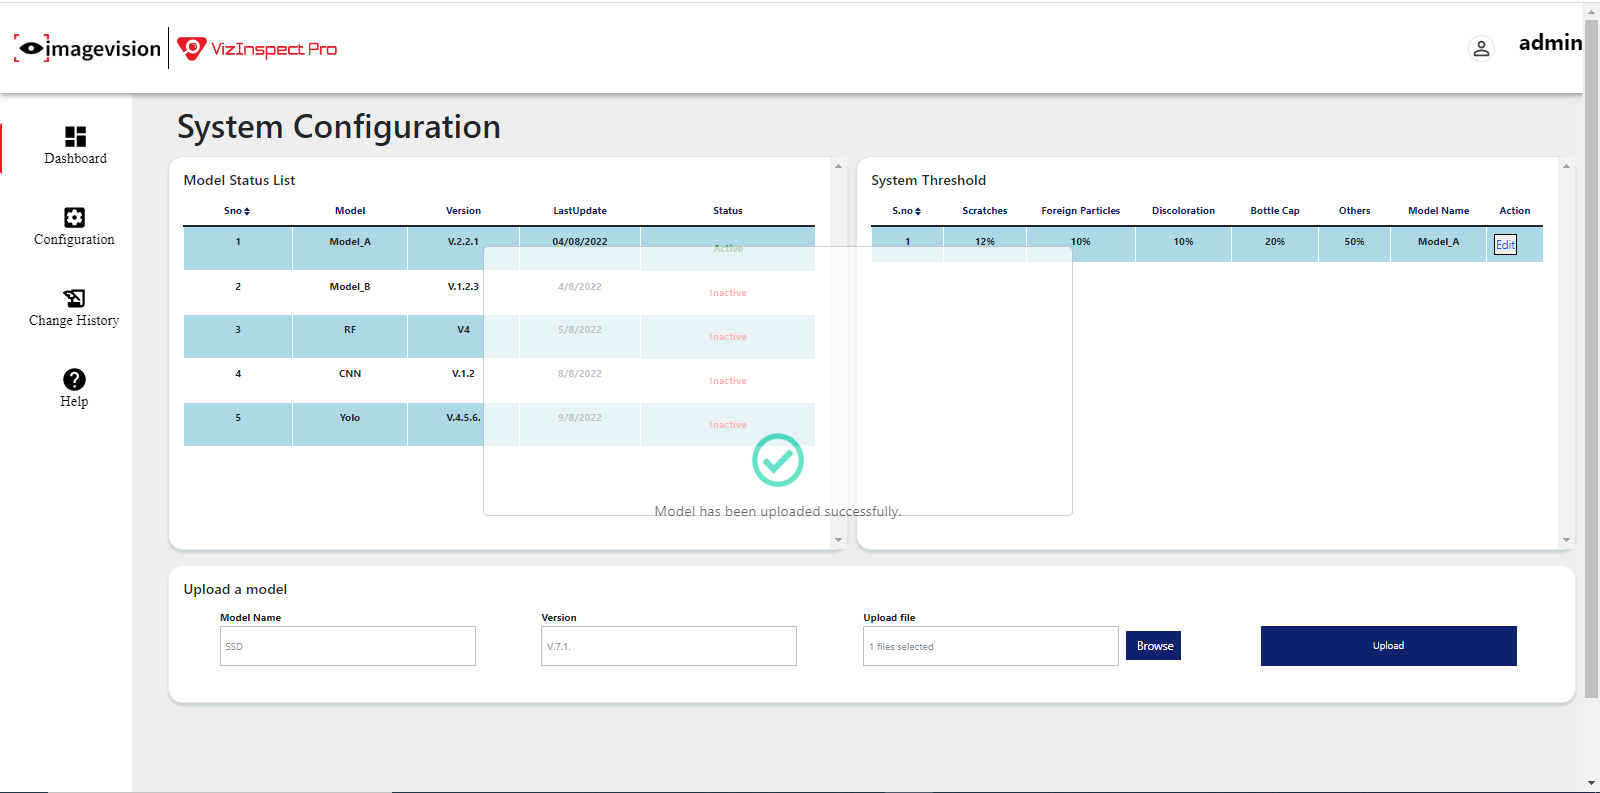 imagevision VizInspect Pro
admin
Dashboard
Configuration
Change History
Help
System Configuration
Model Status List
Sno Model Version LastUpdate Status
1 Model_A V.2.2.1 04/08/2022 Active
2 Model_B V.1.2.3 4/8/2022 Inactive
3 RF V4 5/8/2022 Inactive
4 CNN V.1.2 8/8/2022 Inactive
5 Yolo V.4.5.6. 9/8/2022 Inactive
System Threshold
S.no Scratches Foreign Particles Discoloration Bottle Cap Others Model Name Action
1 12% 10% 10% 20% 50% Model_A Edit
Model has been uploaded successfully.
Upload a model
Model Name Version Upload file
SSD V.7.1. 1 files selected Browse Upload